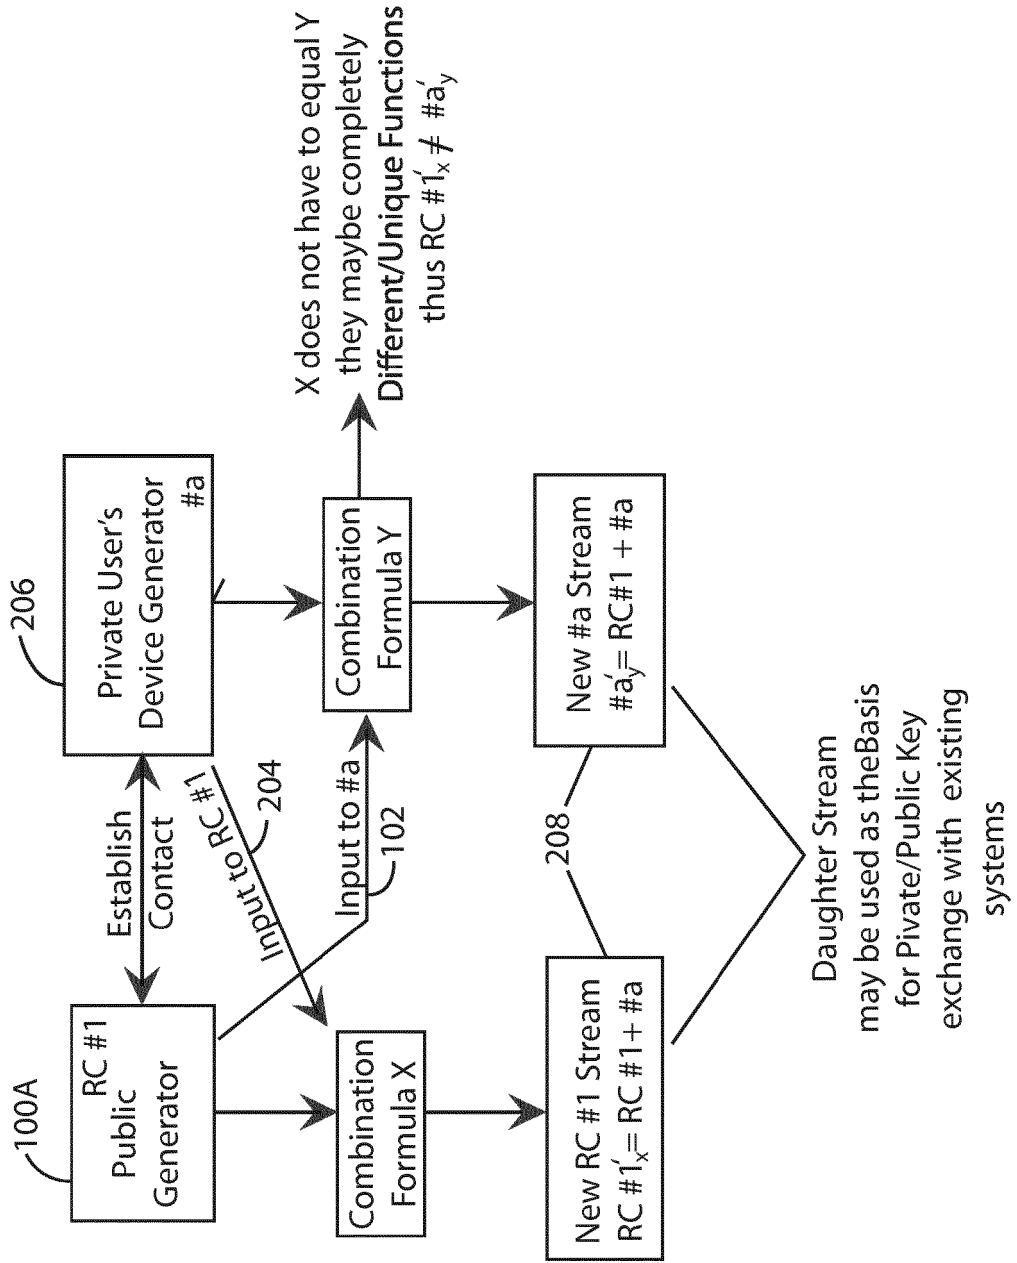 100A
RC #1
Public
Generator
Establish
Contact
206
Private User's
Device Generator
#a
Input to RC #1
204
Input to #a
102
Combination
Formula X
Combination
Formula Y
X does not have to equal Y
they maybe completely
Different/Unique Functions
thus RC #1'x ≠ #a'y
New RC #1 Stream
RC #1'x= RC #1+ #a
208
New #a Stream
#a'y= RC#1 + #a
Daughter Stream
may be used as theBasis
for Pivate/Public Key
exchange with existing
systems